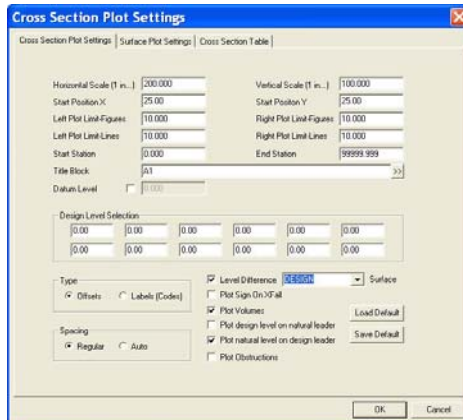 Cross Section Plot Settings
Cross Section Plot Settings Surface Plot Settings Cross Section Table
Horizontal Scale (1 in...) 200.000 Vertical Scale (1 in...) 100.000
Start Position X 25.00 Start Positon Y 25.00
Left Plot Limit-Figures 10.000 Right Plot Limit-Figures 10.000
Left Plot Limit-Lines 10.000 Right Plot Limit-Lines 10.000
Start Station 0.000 End Station 99999.999
Title Block A1 >>
Datum Level 0.000
Design Level Selection
0.00 0.00 0.00 0.00 0.00 0.00
0.00 0.00 0.00 0.00 0.00 0.00
Type Level Difference DESIGN Surface
Offsets Labels (Codes) Plot Sign On XFall
Plot Volumes Load Default
Plot design level on natural leader
Spacing Save Default
Regular Auto Plot natural level on design leader
Plot Obstructions
OK Cancel